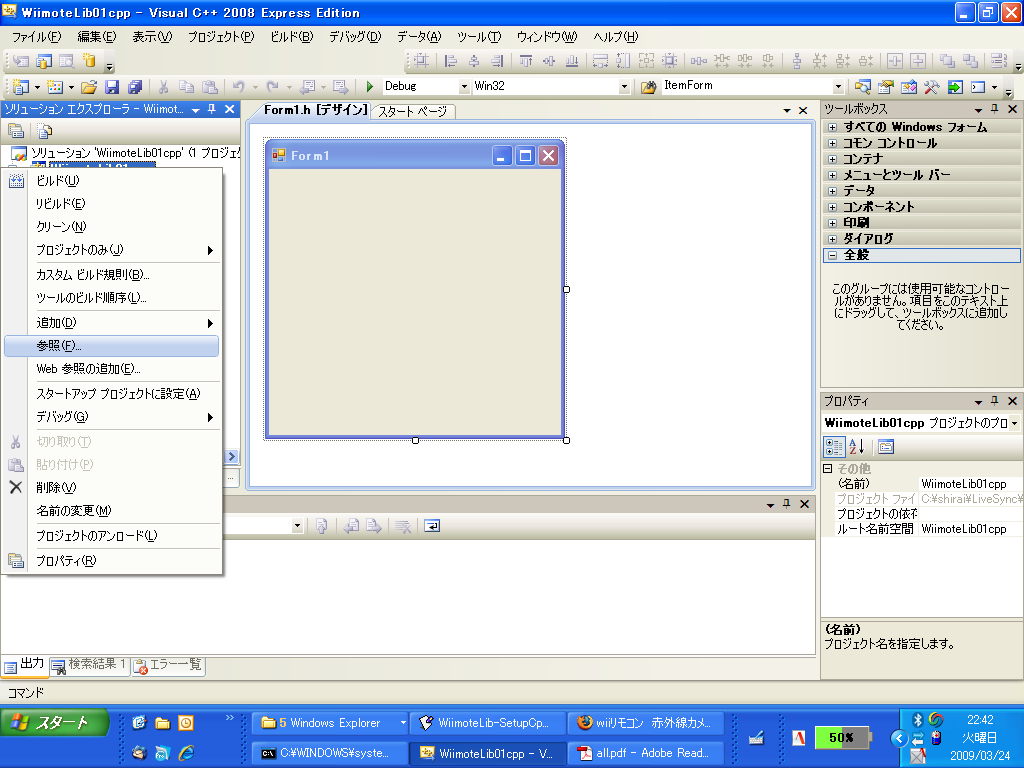 WiimoteLib01cpp - Visual C++ 2008 Express Edition
ファイル(F) 編集(E) 表示(V) プロジェクト(P) ビルド(B) デバッグ(D) データ(A) ツール(T) ウィンドウ(W) ヘルプ(H)
Debug Win32 ItemForm
ソリューション エクスプローラ - Wiimot...
ソリューション 'WiimoteLib01cpp' (1 プロジェ
ビルド(U)
リビルド(E)
クリーン(N)
プロジェクトのみ(J)
カスタム ビルド規則(B)...
ツールのビルド順序(L)...
追加(D)
参照(F)...
Web 参照の追加(E)...
スタートアップ プロジェクトに設定(A)
デバッグ(G)
切り取り(T)
貼り付け(P)
削除(V)
名前の変更(M)
プロジェクトのアンロード(L)
プロパティ(R)
Form1.h [デザイン] スタート ページ
Form1
ツールボックス
すべての Windows フォーム
コモン コントロール
コンテナ
メニューとツール バー
データ
コンポーネント
印刷
ダイアログ
全般
このグループには使用可能なコントロー
ルがありません。項目をこのテキスト上
にドラッグして、ツールボックスに追加し
てください。
プロパティ
WiimoteLib01cpp プロジェクトのプロ
その他
(名前) WiimoteLib01cpp
プロジェクト ファイ C:¥shirai¥LiveSync¥
プロジェクトの依存
ルート名前空間 WiimoteLib01cpp
(名前)
プロジェクト名を指定します。
出力 検索結果 1 エラー一覧
コマンド
スタート
5 Windows Explorer
WiimoteLib-SetupCp...
wiiリモコン 赤外線カメ...
C:¥WINDOWS¥syste...
WiimoteLib01cpp - V...
all.pdf - Adobe Read...
A
50%
22:42
火曜日
2009/03/24